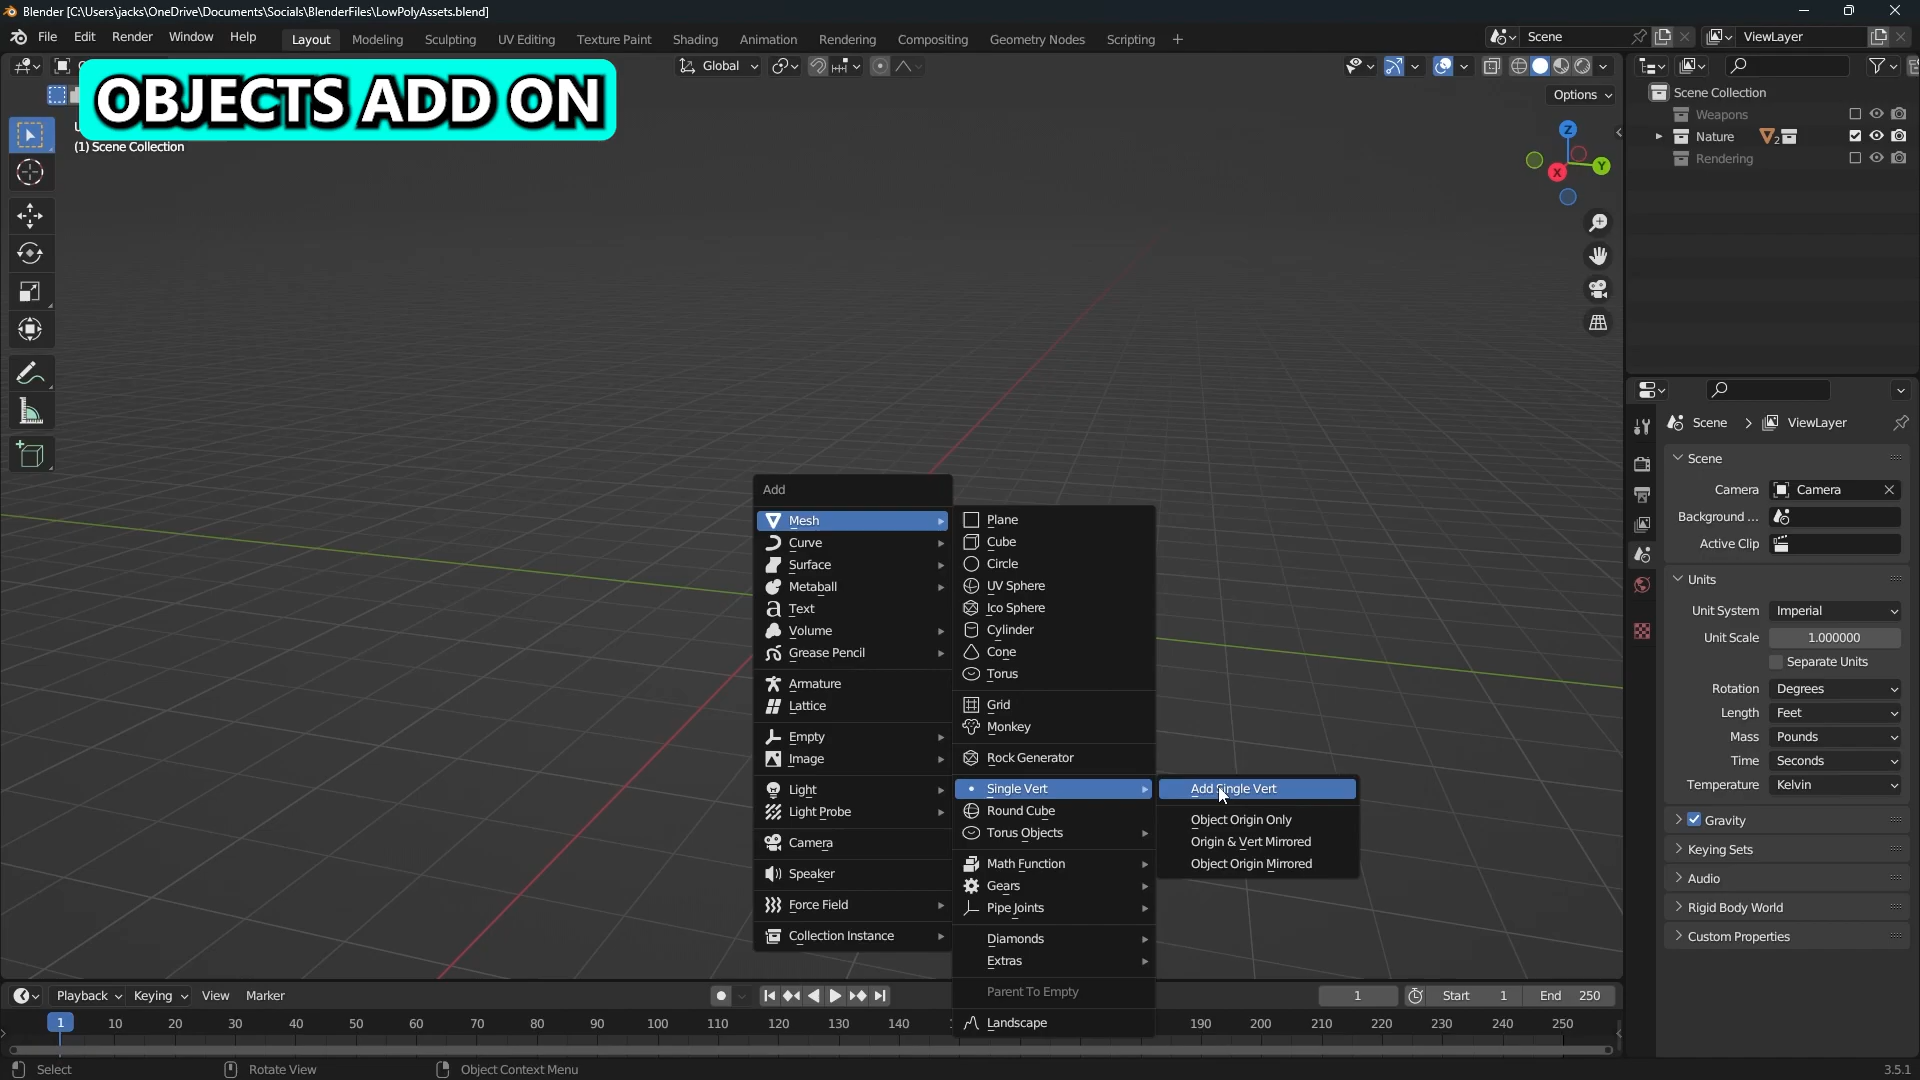 Blender [C:\Users\jacks\OneDrive\Documents\Socials\BlenderFiles\LowPolyAssets.blend]
File Edit Render Window Help Layout Modeling Sculpting UV Editing Texture Paint Shading Animation Rendering Compositing Geometry Nodes Scripting +
Scene
ViewLayer
Global
OBJECTS ADD ON
Options
(1) Scene Collection
Z
Y
X
Scene Collection
Weapons
Nature 2
Rendering
Scene > ViewLayer
Scene
Camera Camera
Background ...
Active Clip
Units
Unit System Imperial
Unit Scale 1.000000
Separate Units
Rotation Degrees
Length Feet
Mass Pounds
Time Seconds
Temperature Kelvin
Gravity
Keying Sets
Audio
Rigid Body World
Custom Properties
Add
Mesh
Curve
Surface
Metaball
Text
Volume
Grease Pencil
Armature
Lattice
Empty
Image
Light
Light Probe
Camera
Speaker
Force Field
Collection Instance
Plane
Cube
Circle
UV Sphere
Ico Sphere
Cylinder
Cone
Torus
Grid
Monkey
Rock Generator
Single Vert
Round Cube
Torus Objects
Math Function
Gears
Pipe Joints
Diamonds
Extras
Parent To Empty
Landscape
Add Single Vert
Object Origin Only
Origin & Vert Mirrored
Object Origin Mirrored
Playback Keying View Marker
1 Start 1 End 250
1 10 20 30 40 50 60 70 80 90 100 110 120 130 140 190 200 210 220 230 240 250
Select Rotate View Object Context Menu 3.5.1